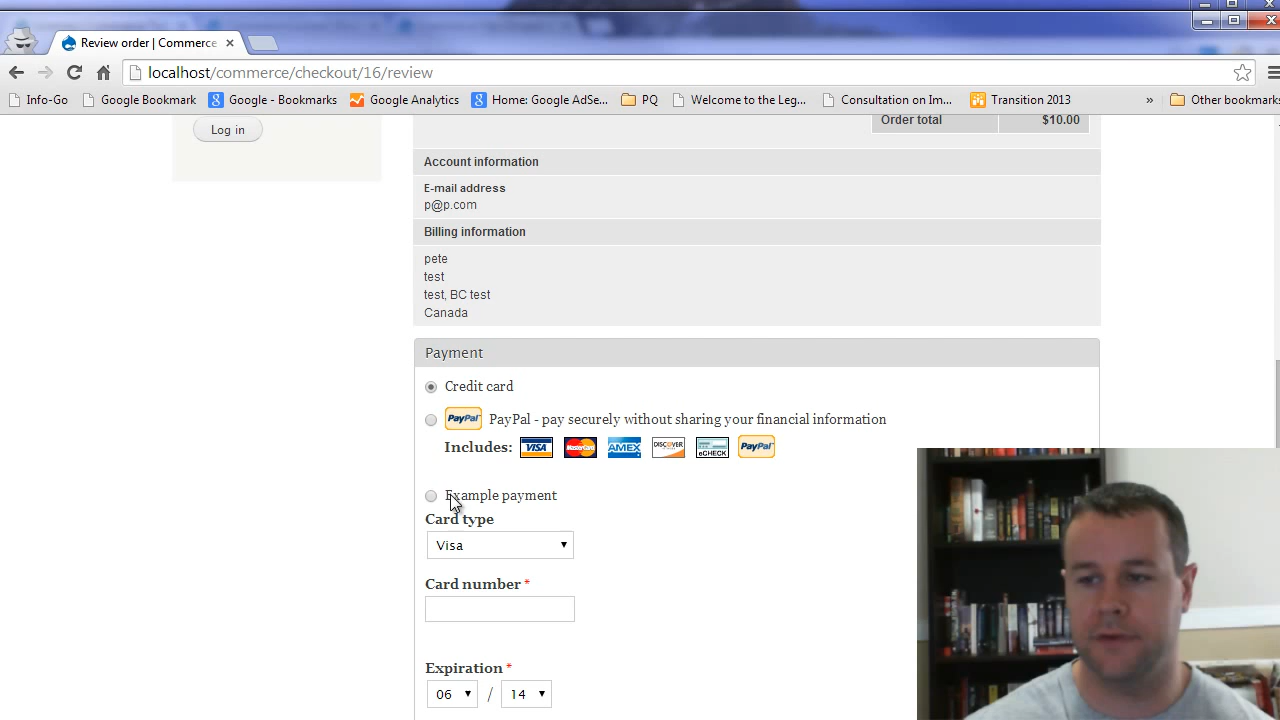 Review order | Commerce
localhost/commerce/checkout/16/review
Info-Go Google Bookmark Google - Bookmarks Google Analytics Home: Google AdSe... PQ Welcome to the Leg... Consultation on Im... Transition 2013 » Other bookmarks
Log in
Order total $10.00
Account information
E-mail address
p@p.com
Billing information
pete
test
test, BC test
Canada
Payment
Credit card
PayPal PayPal - pay securely without sharing your financial information
Includes: VISA MasterCard AMEX DISCOVER eCHECK PayPal
Example payment
Card type
Visa
Card number *
Expiration *
06 / 14